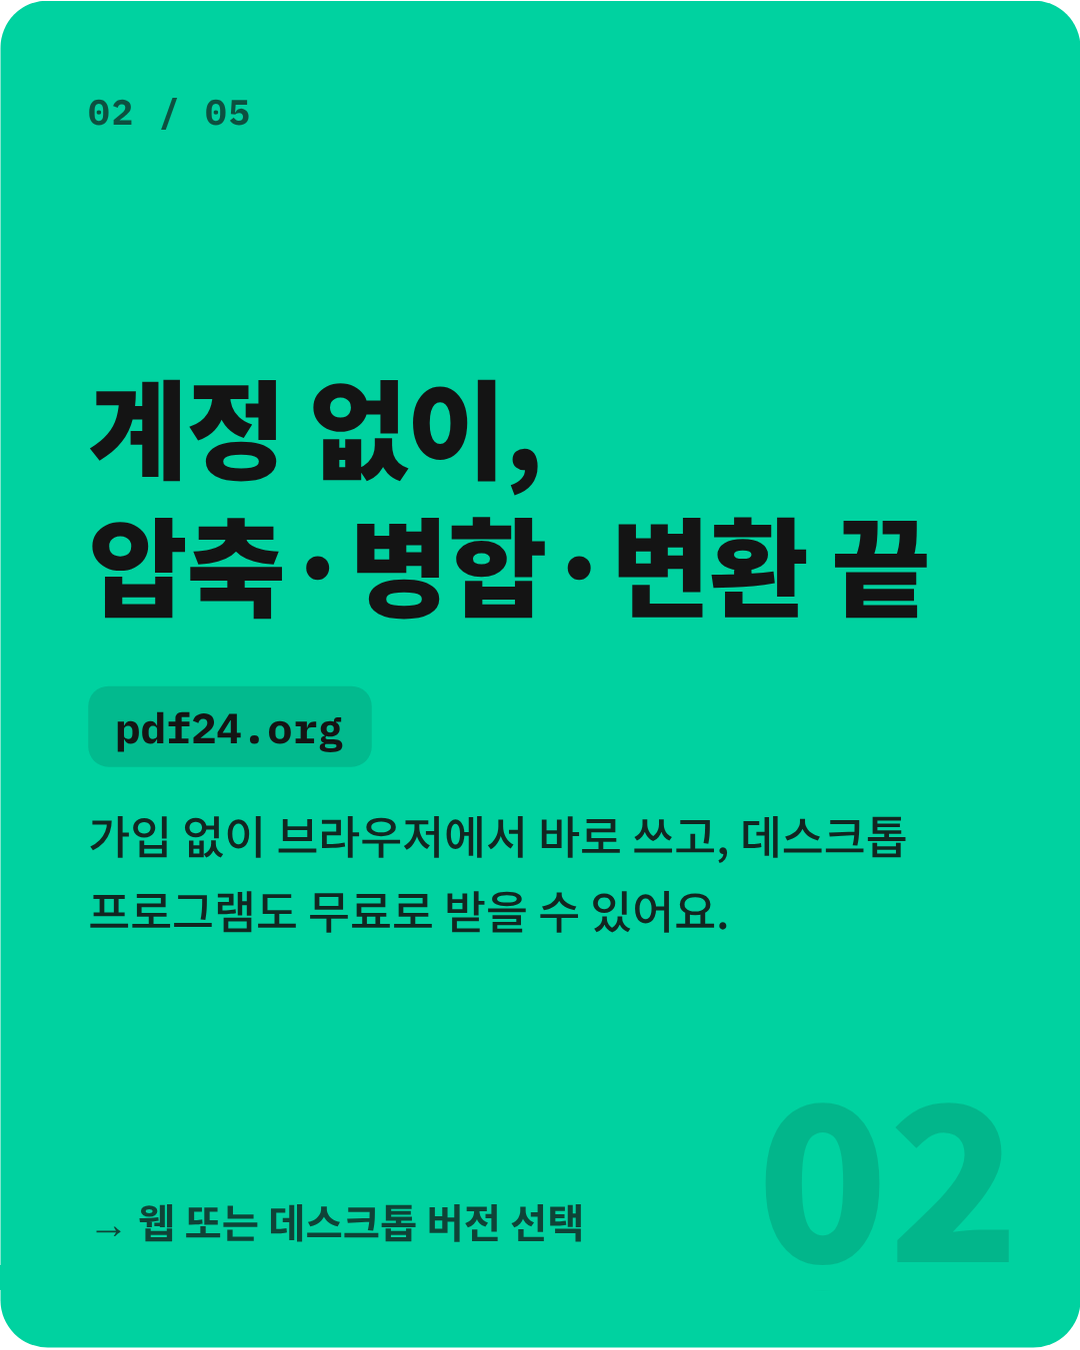 02 / 05
계정 없이,
압축·병합·변환 끝
pdf24.org
가입 없이 브라우저에서 바로 쓰고, 데스크톱
프로그램도 무료로 받을 수 있어요.
→ 웹 또는 데스크톱 버전 선택
02